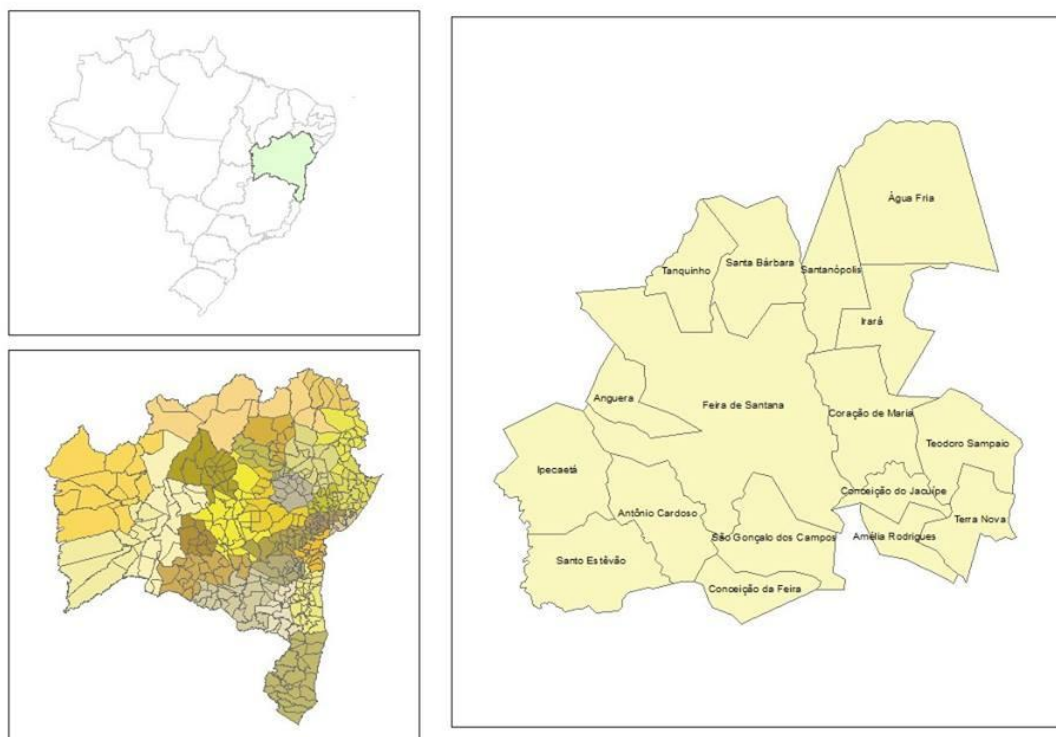 Água Fria
Santa Bárbara
Tanquinho
Santanópolis
Irará
Anguera
Feira de Santana
Coração de Maria
Teodoro Sampaio
Ipecaetá
Conceição do Jacuípe
Antônio Cardoso
Terra Nova
São Gonçalo dos Campos
Amélia Rodrigues
Santo Estêvão
Conceição da Feira